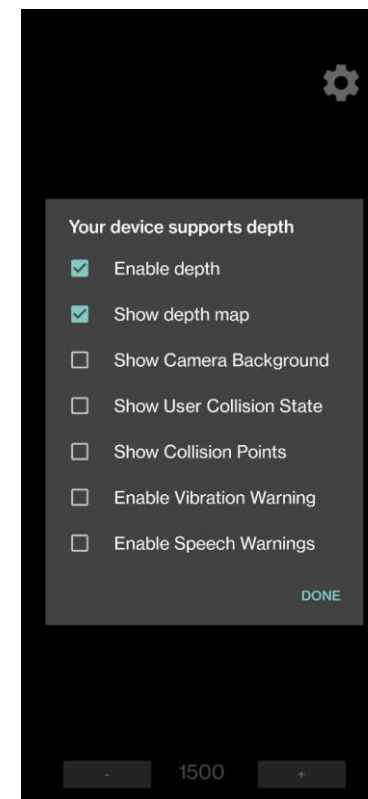 Your device supports depth
Enable depth
Show depth map
Show Camera Background
Show User Collision State
Show Collision Points
Enable Vibration Warning
Enable Speech Warnings
DONE
- 1500 +